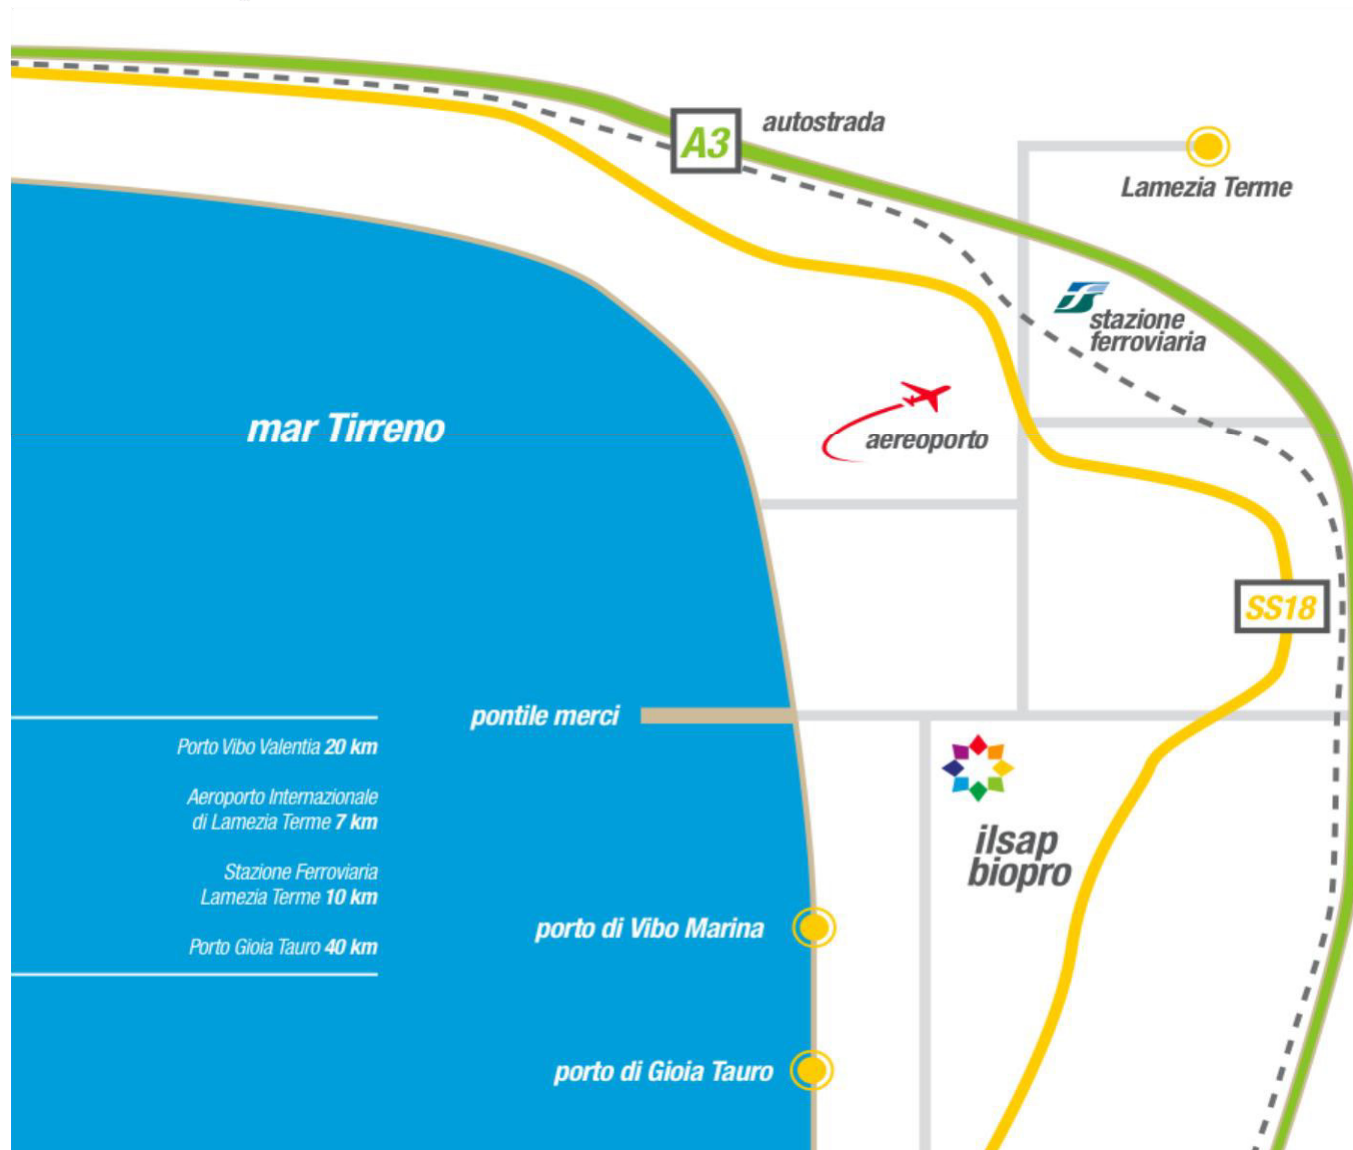 A3
autostrada
Lamezia Terme
stazione
ferroviaria
aereoporto
mar Tirreno
SS18
pontile merci
Porto Vibo Valentia 20 km
Aeroporto Internazionale
di Lamezia Terme 7 km
Stazione Ferroviaria
Lamezia Terme 10 km
Porto Gioia Tauro 40 km
ilsap
biopro
porto di Vibo Marina
porto di Gioia Tauro